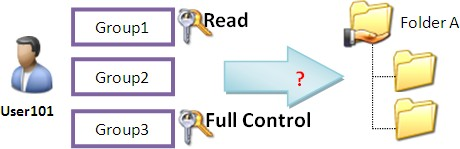 Group1
Read
Folder A
Group2
?
User101
Group3
Full Control